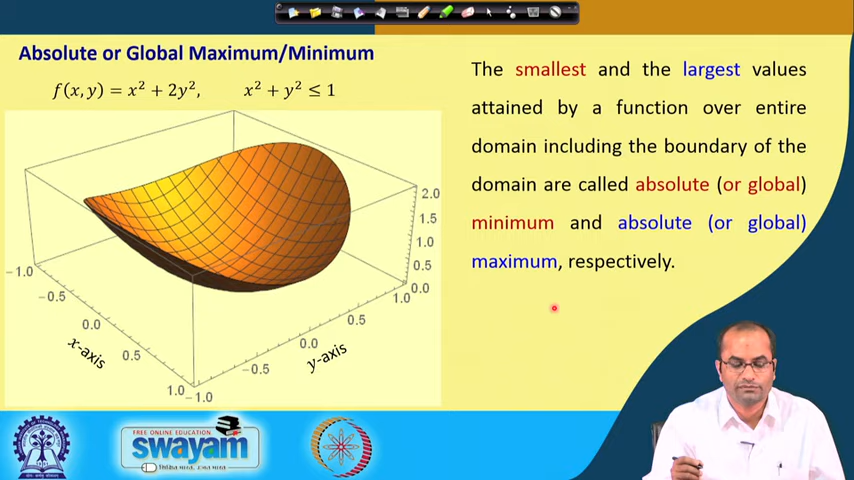 Absolute or Global Maximum/Minimum
f(x, y) = x² + 2y²,    x² + y² ≤ 1
The smallest and the largest values
attained by a function over entire
domain including the boundary of the
domain are called absolute (or global)
minimum and absolute (or global)
maximum, respectively.
2.0
1.5
1.0
0.5
0.0
−1.0
−0.5
0.0
0.5
1.0
x-axis
−1.0
−0.5
0.0
0.5
1.0
y-axis
FREE ONLINE EDUCATION
swayam